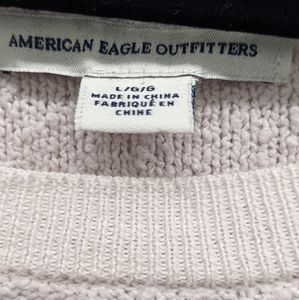 AMERICAN EAGLE OUTFITTERS
L/G/G
MADE IN CHINA
FABRIQUÉ EN
CHINE